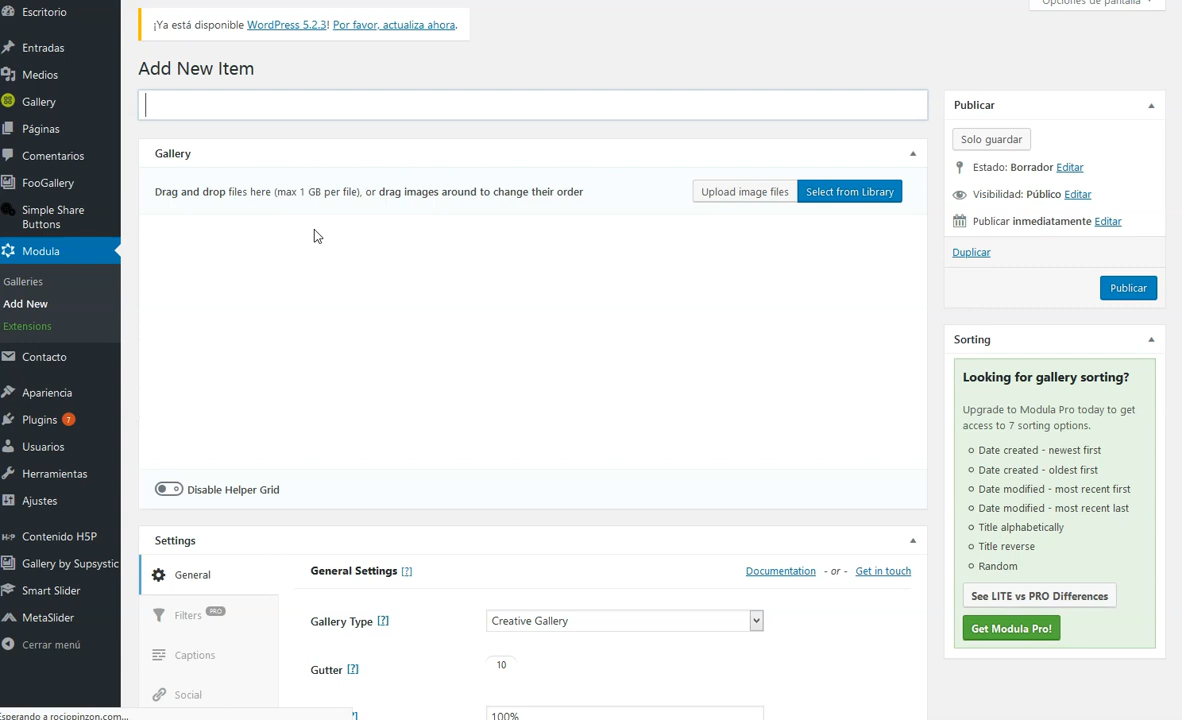 Escritorio
Entradas
Medios
Gallery
Páginas
Comentarios
FooGallery
Simple Share
Buttons
Modula
Galleries
Add New
Extensions
Contacto
Apariencia
Plugins 7
Usuarios
Herramientas
Ajustes
H-P Contenido H5P
Gallery by Supsystic
Smart Slider
MetaSlider
Cerrar menú
Esperando a rociopinzon.com...
Opciones de pantalla
¡Ya está disponible WordPress 5.2.3! Por favor, actualiza ahora.
Add New Item
Gallery
Drag and drop files here (max 1 GB per file), or drag images around to change their order
Upload image files
Select from Library
Disable Helper Grid
Settings
General
Filters PRO
Captions
Social
General Settings [?]
Documentation - or - Get in touch
Gallery Type [?]
Creative Gallery
Gutter [?]
10
100%
Publicar
Solo guardar
Estado: Borrador Editar
Visibilidad: Público Editar
Publicar inmediatamente Editar
Duplicar
Publicar
Sorting
Looking for gallery sorting?
Upgrade to Modula Pro today to get
access to 7 sorting options.
Date created - newest first
Date created - oldest first
Date modified - most recent first
Date modified - most recent last
Title alphabetically
Title reverse
Random
See LITE vs PRO Differences
Get Modula Pro!